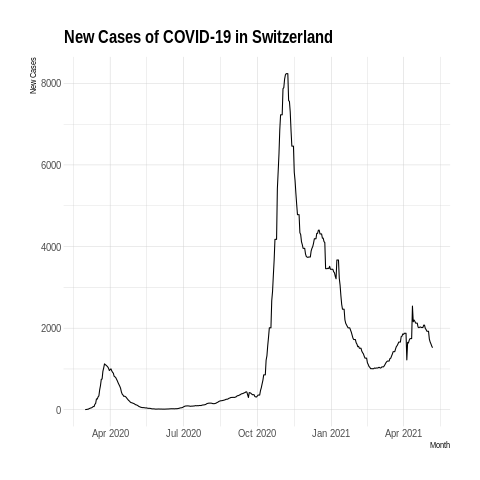 New Cases of COVID-19 in Switzerland
New Cases
8000
6000
4000
2000
0
Apr 2020 Jul 2020 Oct 2020 Jan 2021 Apr 2021
Month